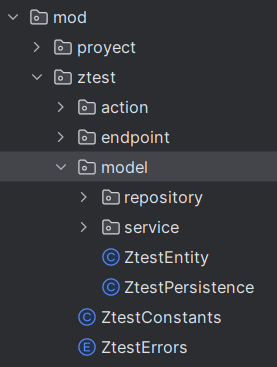 mod
proyect
ztest
action
endpoint
model
repository
service
C ZtestEntity
C ZtestPersistence
C ZtestConstants
E ZtestErrors